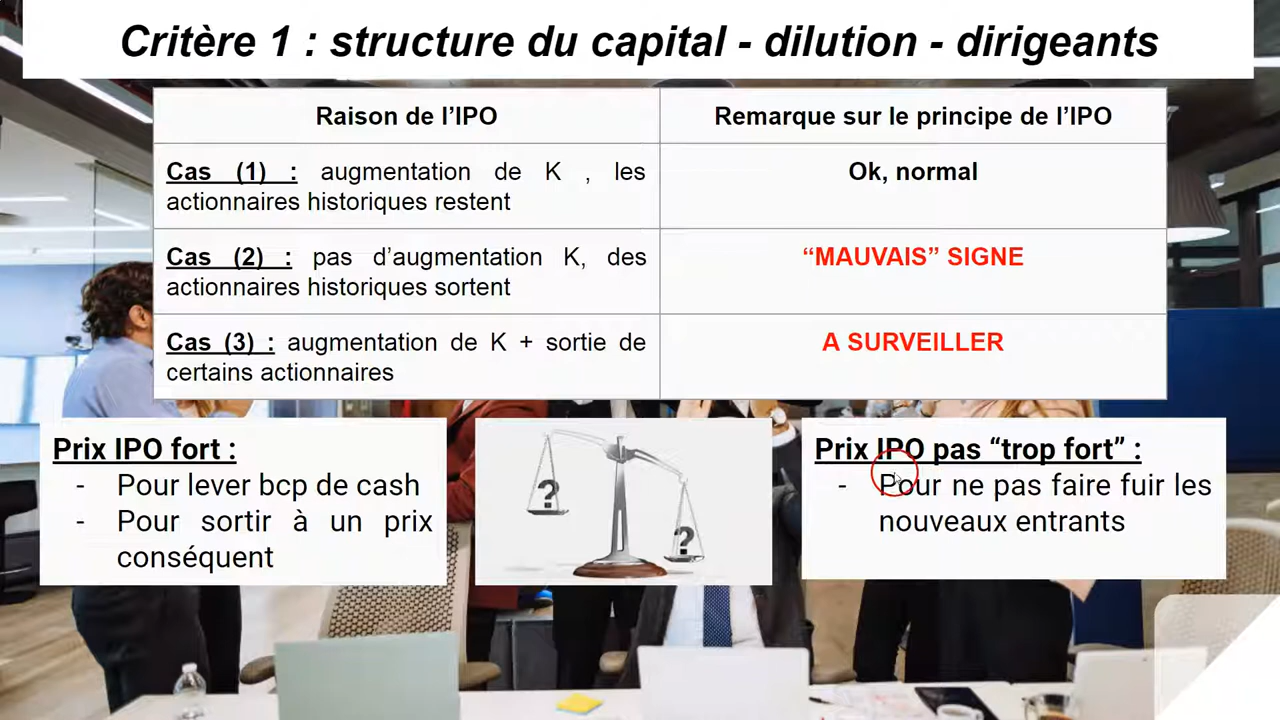 Critère 1 : structure du capital - dilution - dirigeants
Raison de l’IPO
Remarque sur le principe de l’IPO
Cas (1) : augmentation de K , les
actionnaires historiques restent
Ok, normal
Cas (2) : pas d’augmentation K, des
actionnaires historiques sortent
“MAUVAIS” SIGNE
Cas (3) : augmentation de K + sortie de
certains actionnaires
A SURVEILLER
Prix IPO fort :
- Pour lever bcp de cash
- Pour sortir à un prix
conséquent
?
?
Prix IPO pas “trop fort” :
- Pour ne pas faire fuir les
nouveaux entrants